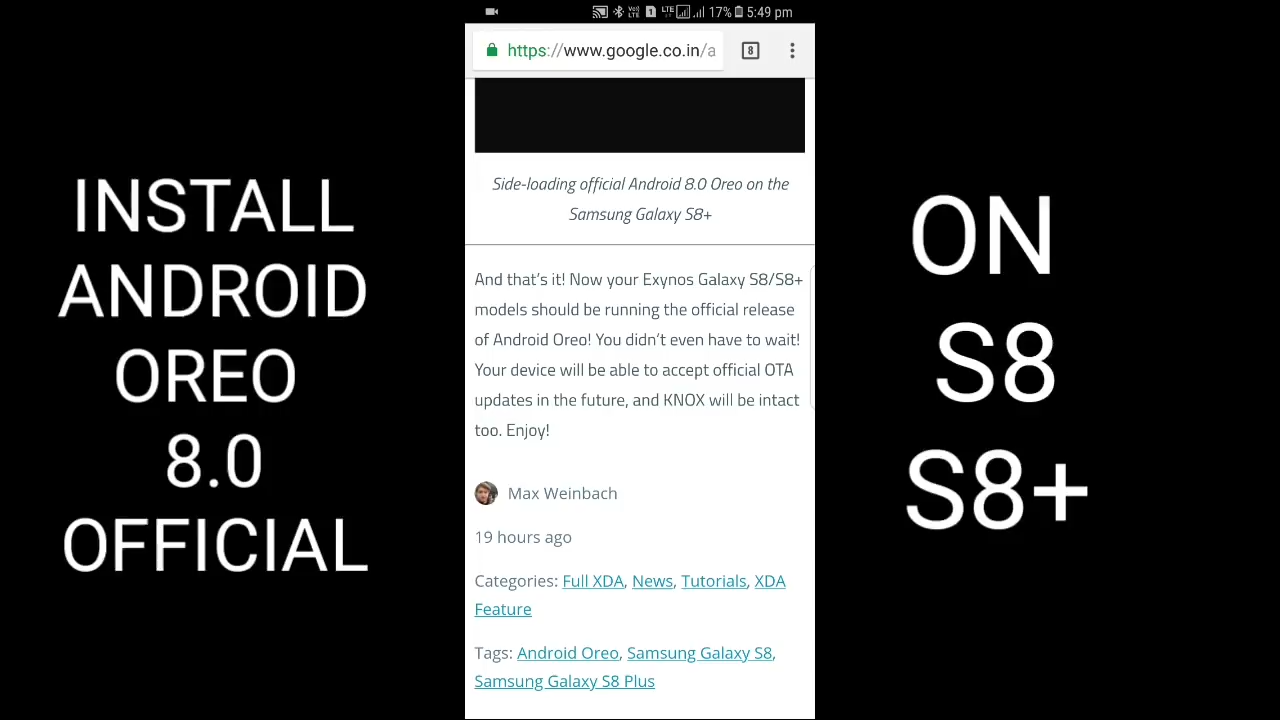 INSTALL
ANDROID
OREO
8.0
OFFICIAL
17% 5:49 pm
https://www.google.co.in/a
8
Side-loading official Android 8.0 Oreo on the
Samsung Galaxy S8+
And that's it! Now your Exynos Galaxy S8/S8+
models should be running the official release
of Android Oreo! You didn't even have to wait!
Your device will be able to accept official OTA
updates in the future, and KNOX will be intact
too. Enjoy!
Max Weinbach
19 hours ago
Categories: Full XDA, News, Tutorials, XDA
Feature
Tags: Android Oreo, Samsung Galaxy S8,
Samsung Galaxy S8 Plus
ON
S8
S8+